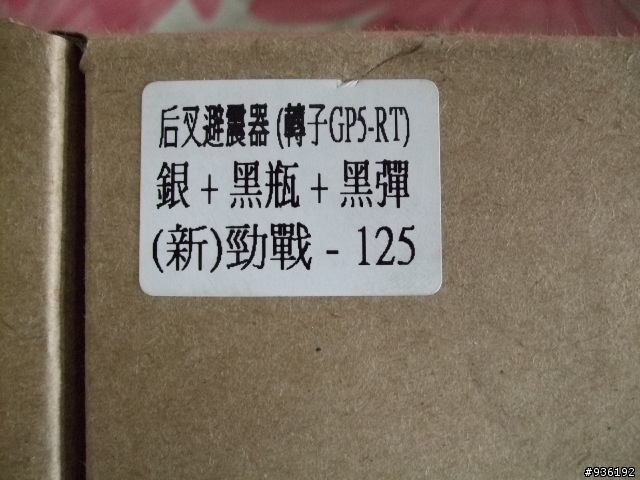 后叉避震器 (轉子GP5-RT)
銀 + 黑瓶 + 黑彈
(新)勁戰 - 125
#936192